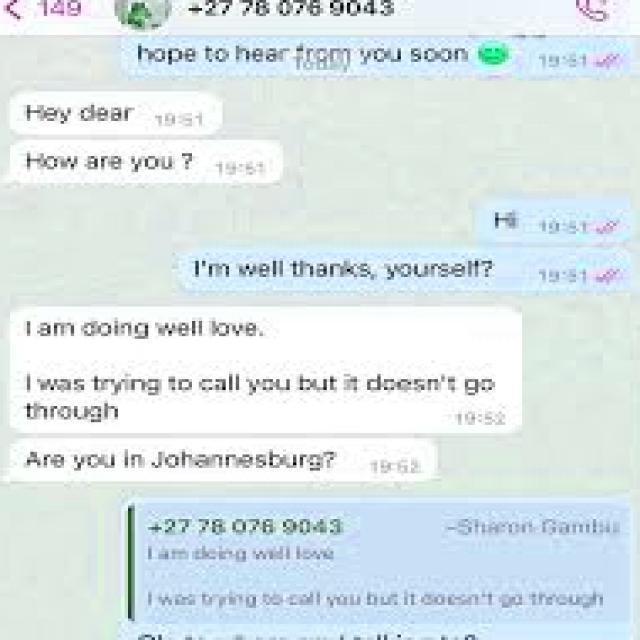 149
+27 78 076 9043
hope to hear from you soon 19:51
Hey dear 19:51
How are you ? 19:51
Hi 19:51
I'm well thanks, yourself? 19:51
I am doing well love.
I was trying to call you but it doesn't go
through 19:52
Are you in Johannesburg? 19:52
+27 78 076 9043 ~Sharon Gambu
I am doing well love
I was trying to call you but it doesn't go through